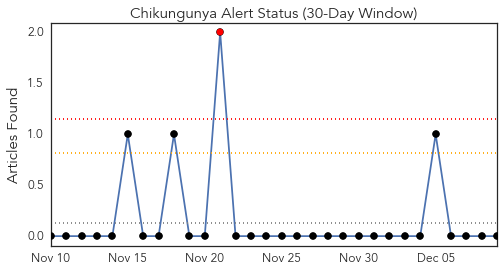 Chikungunya Alert Status (30-Day Window)
Articles Found
2.0
1.5
1.0
0.5
0.0
Nov 10 Nov 15 Nov 20 Nov 25 Nov 30 Dec 05